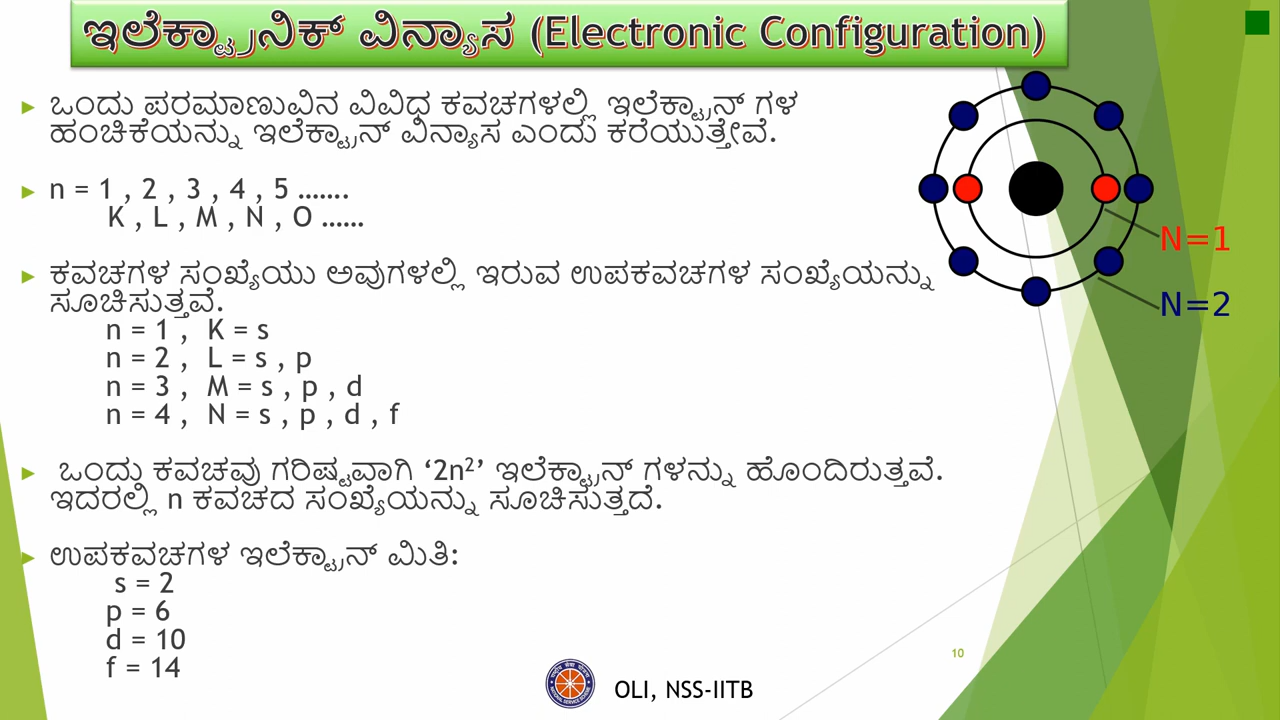 ಇಲೆಕ್ಟ್ರಾನಿಕ್ ವಿನ್ಯಾಸ (Electronic Configuration)
ಒಂದು ಪರಮಾಣುವಿನ ವಿವಿಧ ಕವಚಗಳಲ್ಲಿ ಇಲೆಕ್ಟ್ರಾನ್ ಗಳ
ಹಂಚಿಕೆಯನ್ನು ಇಲೆಕ್ಟ್ರಾನ್ ವಿನ್ಯಾಸ ಎಂದು ಕರೆಯುತ್ತೇವೆ.
n = 1 , 2 , 3 , 4 , 5 …….
K , L , M , N , O ……
ಕವಚಗಳ ಸಂಖ್ಯೆಯು ಅವುಗಳಲ್ಲಿ ಇರುವ ಉಪಕವಚಗಳ ಸಂಖ್ಯೆಯನ್ನು
ಸೂಚಿಸುತ್ತವೆ.
n = 1 , K = s
n = 2 , L = s , p
n = 3 , M = s , p , d
n = 4 , N = s , p , d , f
ಒಂದು ಕವಚವು ಗರಿಷ್ಟವಾಗಿ ‘2n²’ ಇಲೆಕ್ಟ್ರಾನ್ ಗಳನ್ನು ಹೊಂದಿರುತ್ತವೆ.
ಇದರಲ್ಲಿ n ಕವಚದ ಸಂಖ್ಯೆಯನ್ನು ಸೂಚಿಸುತ್ತದೆ.
ಉಪಕವಚಗಳ ಇಲೆಕ್ಟ್ರಾನ್ ಮಿತಿ:
s = 2
p = 6
d = 10
f = 14
N=1
N=2
10
OLI, NSS-IITB